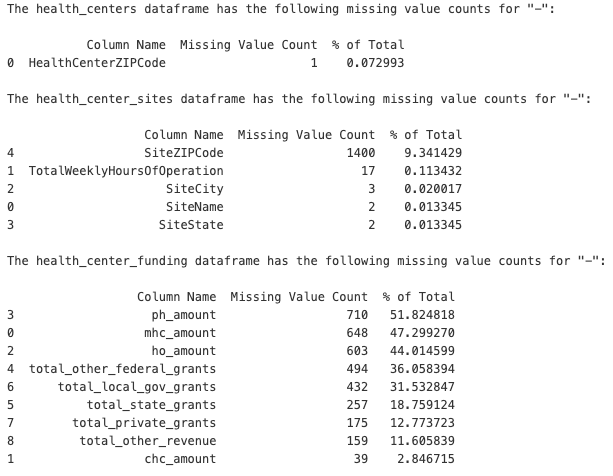 The health_centers dataframe has the following missing value counts for "-":
Column Name Missing Value Count % of Total
0 HealthCenterZIPCode 1 0.072993
The health_center_sites dataframe has the following missing value counts for "-":
Column Name Missing Value Count % of Total
4 SiteZIPCode 1400 9.341429
1 TotalWeeklyHoursOfOperation 17 0.113432
2 SiteCity 3 0.020017
0 SiteName 2 0.013345
3 SiteState 2 0.013345
The health_center_funding dataframe has the following missing value counts for "-":
Column Name Missing Value Count % of Total
3 ph_amount 710 51.824818
0 mhc_amount 648 47.299270
2 ho_amount 603 44.014599
4 total_other_federal_grants 494 36.058394
6 total_local_gov_grants 432 31.532847
5 total_state_grants 257 18.759124
7 total_private_grants 175 12.773723
8 total_other_revenue 159 11.605839
1 chc_amount 39 2.846715